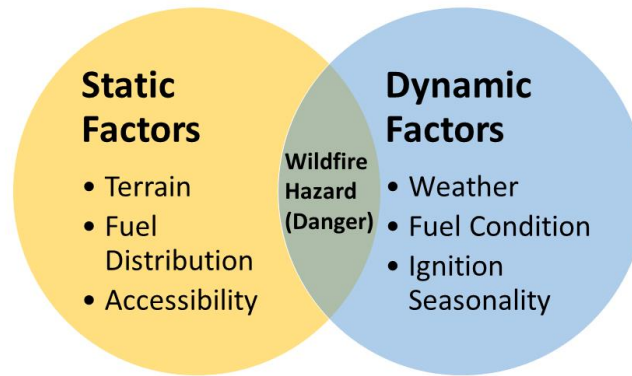 Static
Factors
• Terrain
• Fuel
Distribution
• Accessibility
Wildfire
Hazard
(Danger)
Dynamic
Factors
• Weather
• Fuel Condition
• Ignition
Seasonality